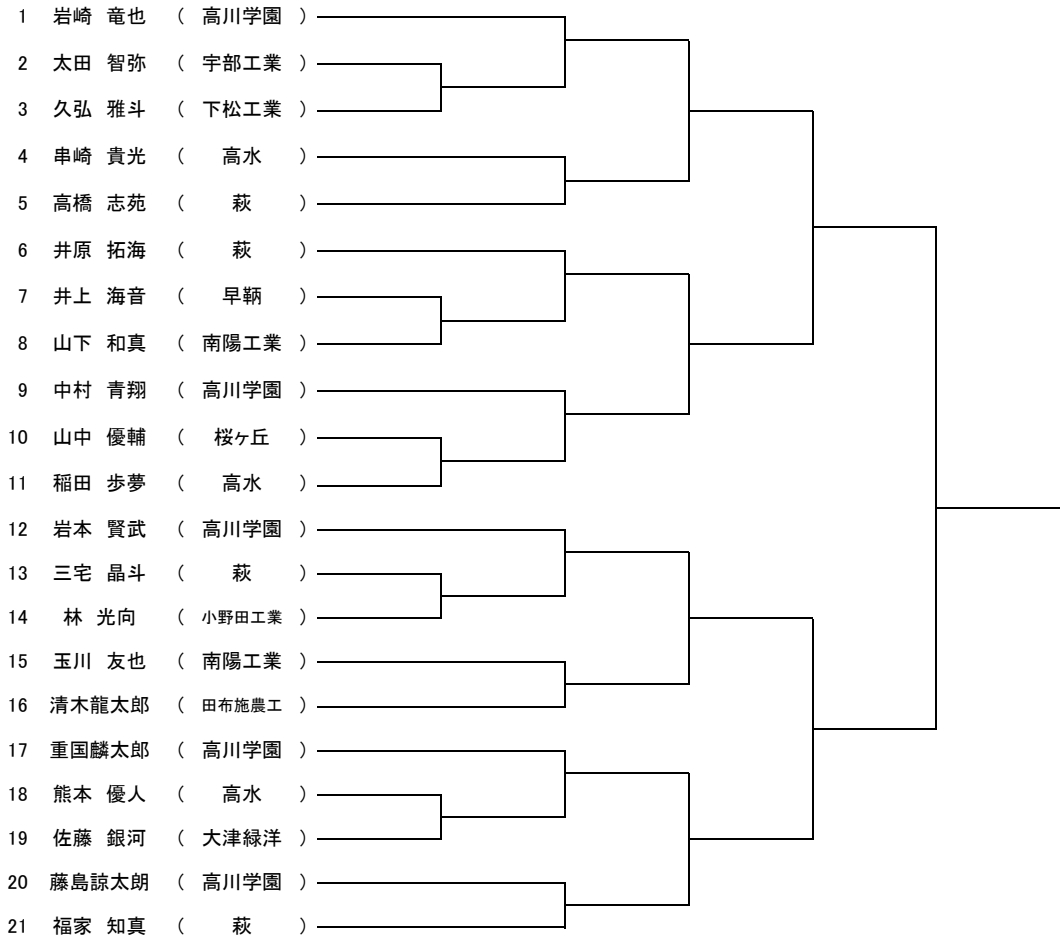 1 岩崎 竜也 ( 高川学園 )
2 太田 智弥 ( 宇部工業 )
3 久弘 雅斗 ( 下松工業 )
4 串崎 貴光 ( 高水 )
5 高橋 志苑 ( 萩 )
6 井原 拓海 ( 萩 )
7 井上 海音 ( 早鞆 )
8 山下 和真 ( 南陽工業 )
9 中村 青翔 ( 高川学園 )
10 山中 優輔 ( 桜ヶ丘 )
11 稲田 歩夢 ( 高水 )
12 岩本 賢武 ( 高川学園 )
13 三宅 晶斗 ( 萩 )
14 林 光向 ( 小野田工業 )
15 玉川 友也 ( 南陽工業 )
16 清木龍太郎 ( 田布施農工 )
17 重国麟太郎 ( 高川学園 )
18 熊本 優人 ( 高水 )
19 佐藤 銀河 ( 大津緑洋 )
20 藤島諒太朗 ( 高川学園 )
21 福家 知真 ( 萩 )